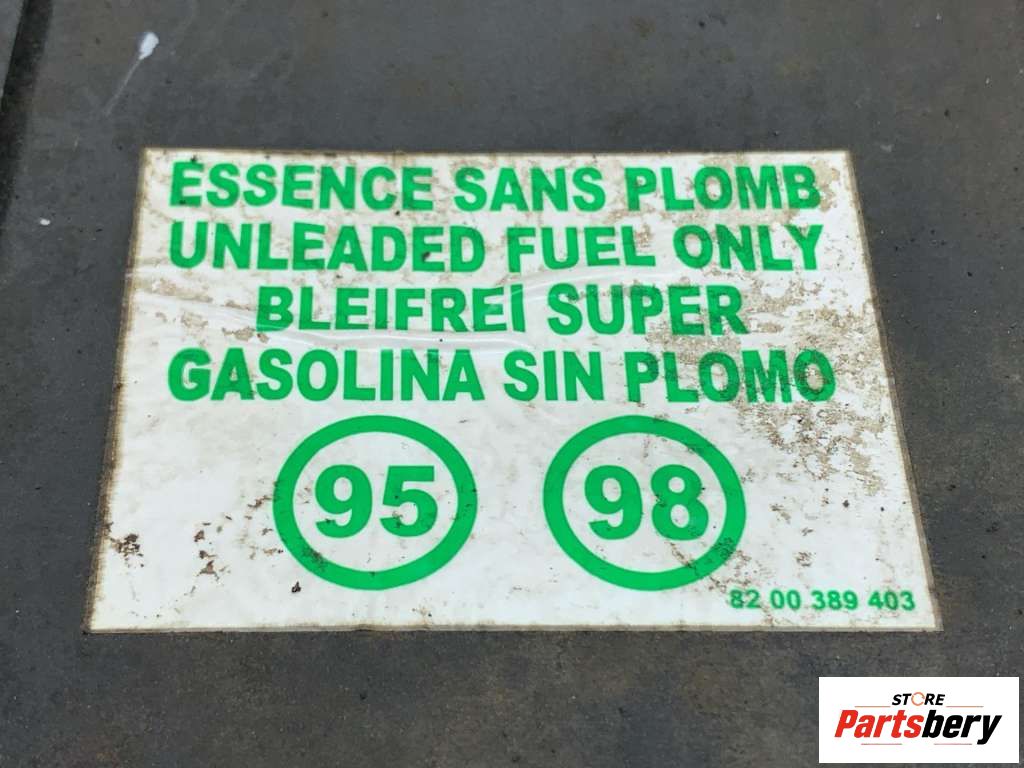 ESSENCE SANS PLOMB
UNLEADED FUEL ONLY
BLEIFREI SUPER
GASOLINA SIN PLOMO
95 98
82 00 389 403
STORE
Partsbery